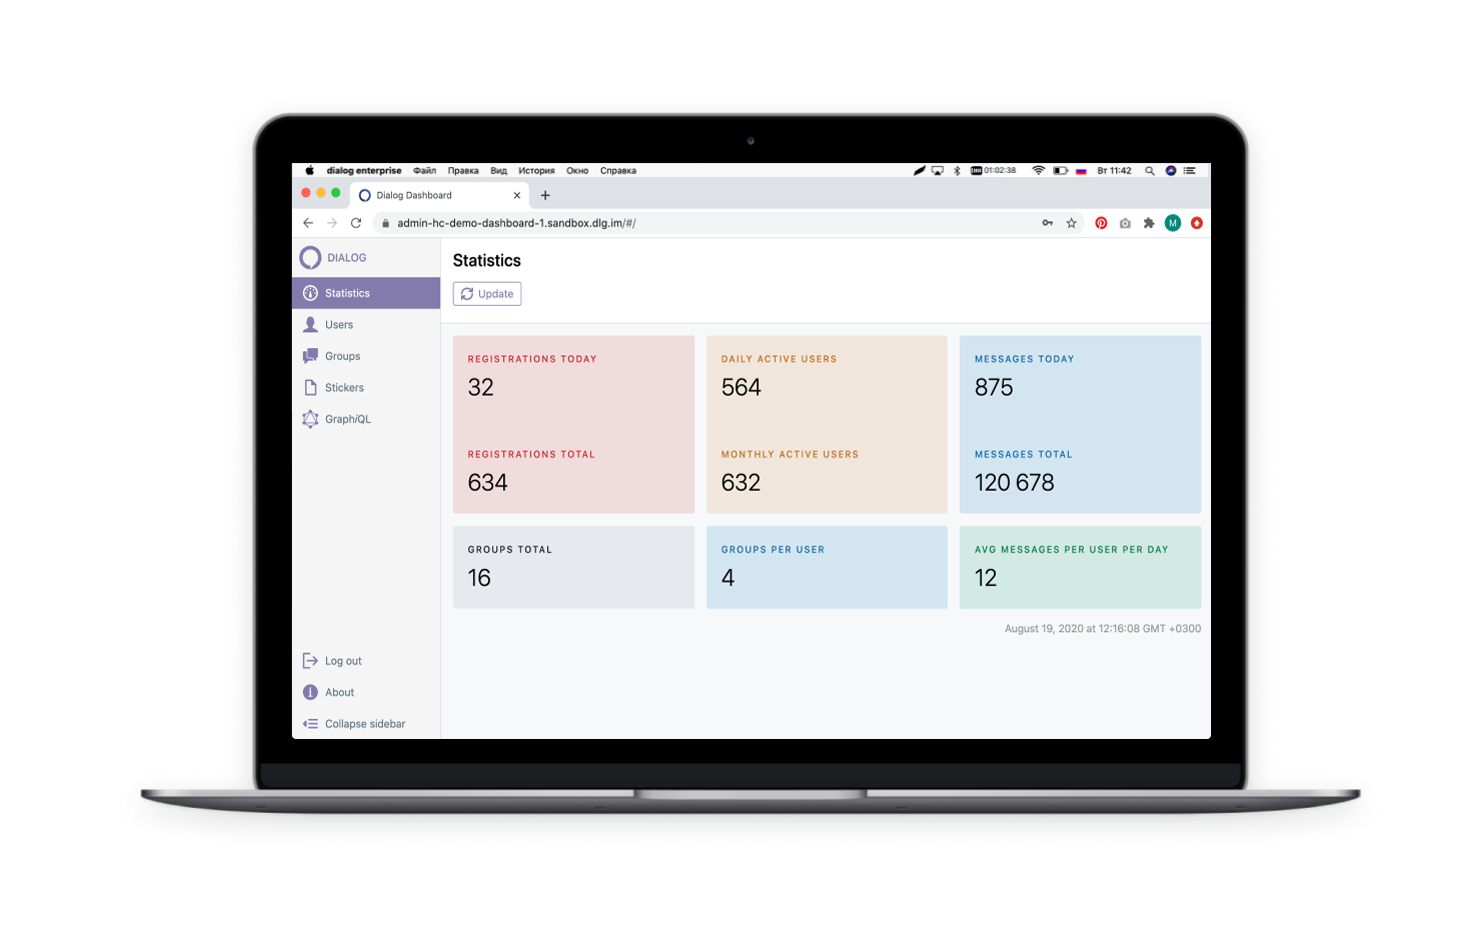 dialog enterprise Файл Правка Вид История Окно Справка 01:02:38 Вт 11:42
Dialog Dashboard
admin-hc-demo-dashboard-1.sandbox.dlg.im/#/
M
DIALOG
Statistics
Users
Groups
Stickers
GraphiQL
Log out
About
Collapse sidebar
Statistics
Update
REGISTRATIONS TODAY
32
REGISTRATIONS TOTAL
634
DAILY ACTIVE USERS
564
MONTHLY ACTIVE USERS
632
MESSAGES TODAY
875
MESSAGES TOTAL
120 678
GROUPS TOTAL
16
GROUPS PER USER
4
AVG MESSAGES PER USER PER DAY
12
August 19, 2020 at 12:16:08 GMT +0300